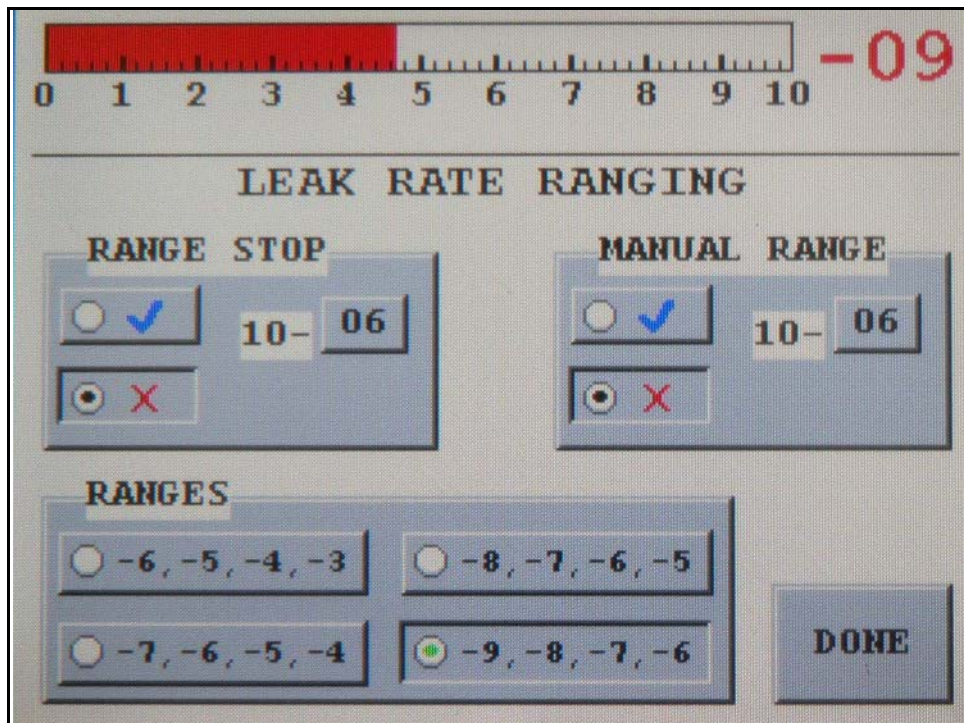 -09
0 1 2 3 4 5 6 7 8 9 10
LEAK RATE RANGING
RANGE STOP
10- 06
MANUAL RANGE
10- 06
RANGES
-6,-5,-4,-3
-8,-7,-6,-5
-7,-6,-5,-4
-9,-8,-7,-6
DONE